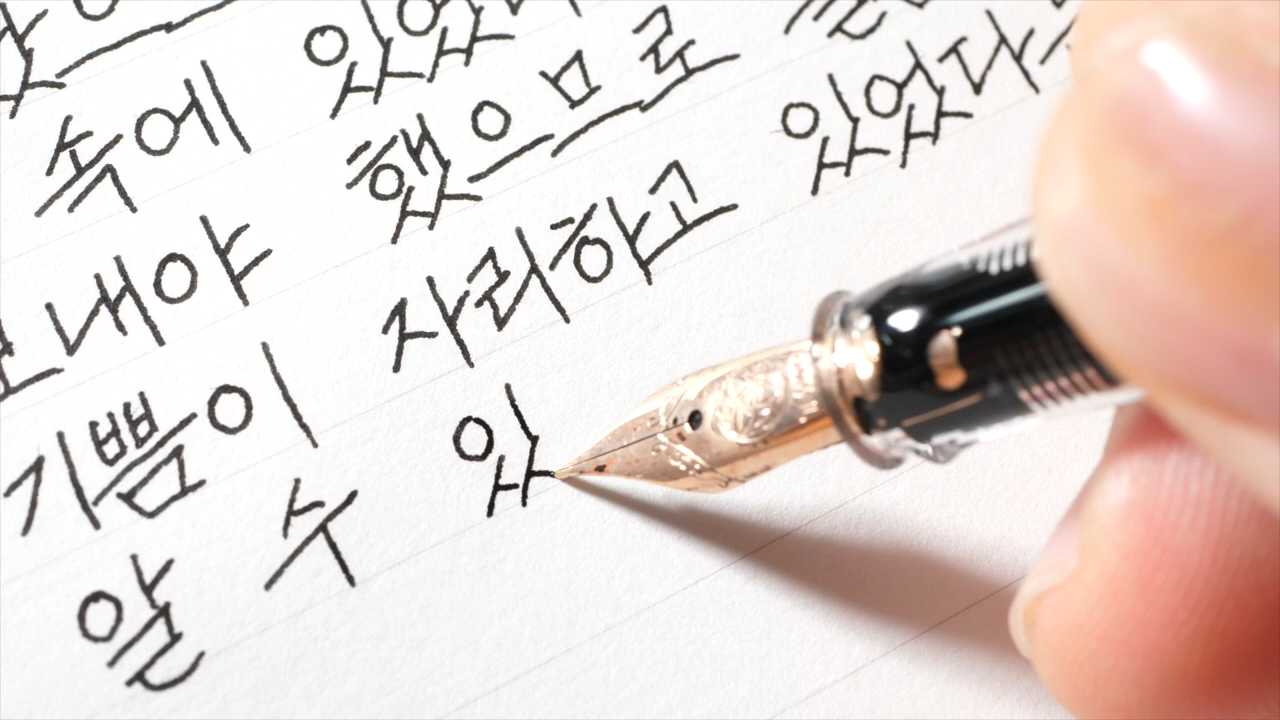 속에 있었
내야 했으므로
기쁨이 자리하고 있었다
알 수 있